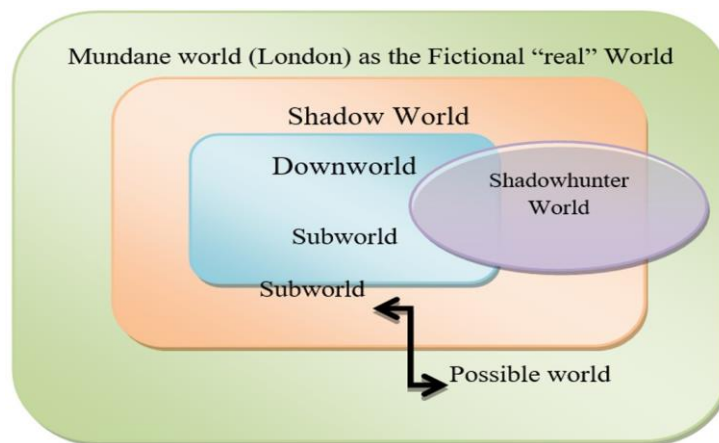 Mundane world (London) as the Fictional “real” World
Shadow World
Downworld
Shadowhunter
World
Subworld
Subworld
Possible world